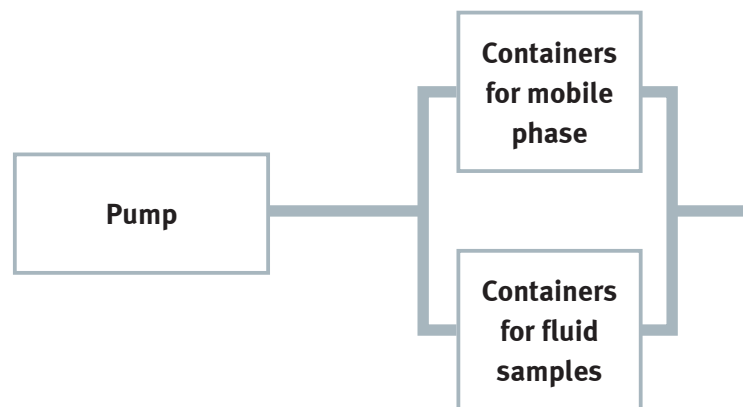 Containers
for mobile
phase
Pump
Containers
for fluid
samples